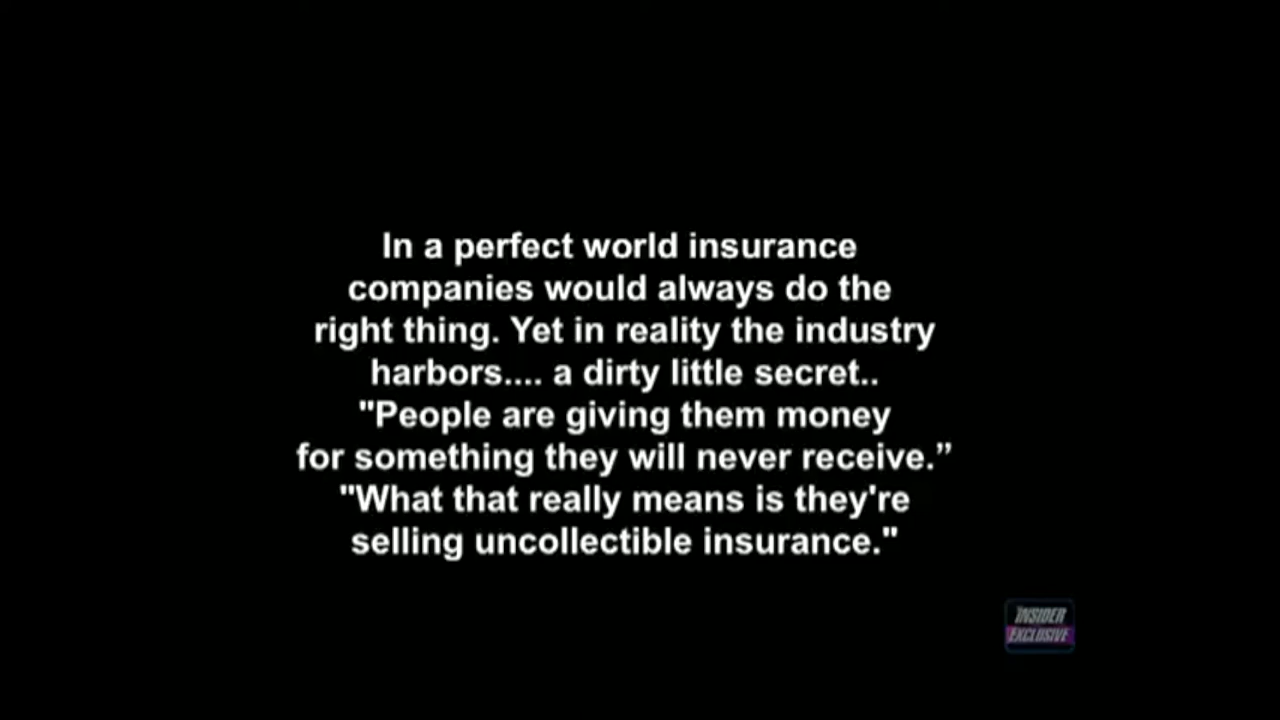 In a perfect world insurance
companies would always do the
right thing. Yet in reality the industry
harbors.... a dirty little secret..
"People are giving them money
for something they will never receive.”
"What that really means is they're
selling uncollectible insurance."
INSIDER
EXCLUSIVE